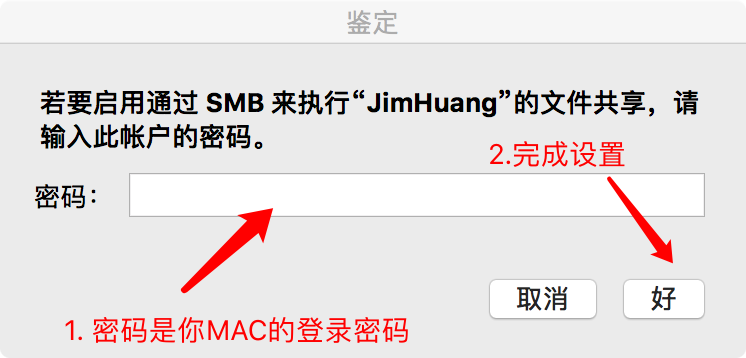 鉴定
若要启用通过 SMB 来执行“JimHuang”的文件共享，请
输入此帐户的密码。
2.完成设置
密码：
取消
好
1. 密码是你MAC的登录密码